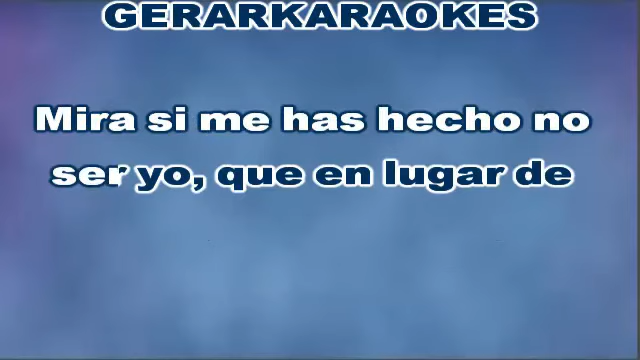 GERARKARAOKES
Mira si me has hecho no
ser yo, que en lugar de